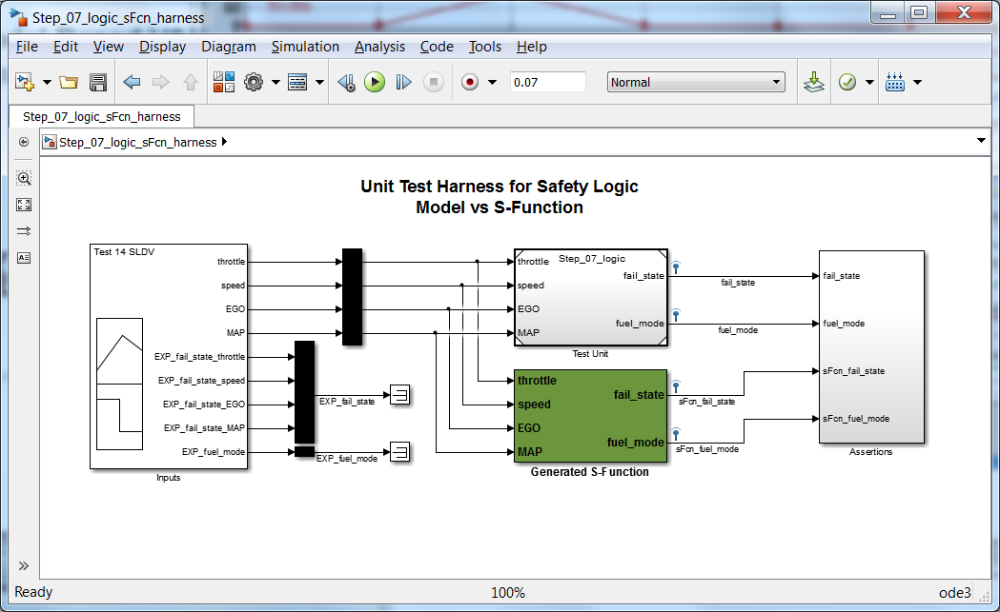 Step_07_logic_sFcn_harness
File Edit View Display Diagram Simulation Analysis Code Tools Help
0.07 Normal
Step_07_logic_sFcn_harness
Step_07_logic_sFcn_harness
Unit Test Harness for Safety Logic
Model vs S-Function
Test 14 SLDV
throttle
speed
EGO
MAP
EXP_fail_state_throttle
EXP_fail_state_speed
EXP_fail_state_EGO
EXP_fail_state_MAP
EXP_fuel_mode
Inputs
EXP_fail_state
EXP_fuel_mode
Step_07_logic
throttle
speed
EGO
MAP
fail_state
fuel_mode
Test Unit
throttle
speed
EGO
MAP
fail_state
fuel_mode
Generated S-Function
fail_state
fuel_mode
sFcn_fail_state
sFcn_fuel_mode
fail_state
fuel_mode
sFcn_fail_state
sFcn_fuel_mode
Assertions
Ready 100% ode3